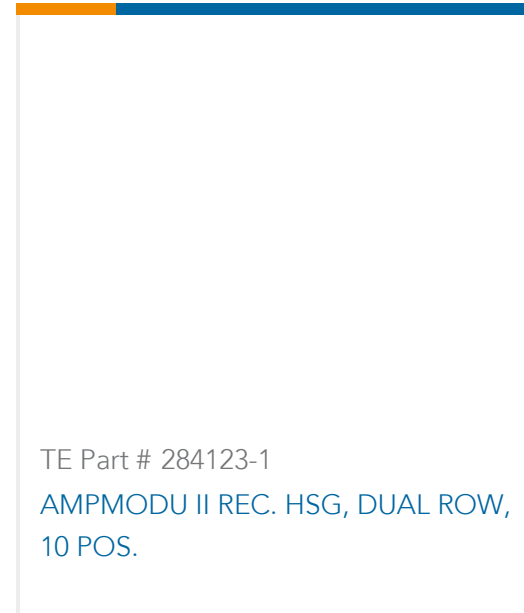 TE Part # 284123-1
AMPMODU II REC. HSG, DUAL ROW,
10 POS.